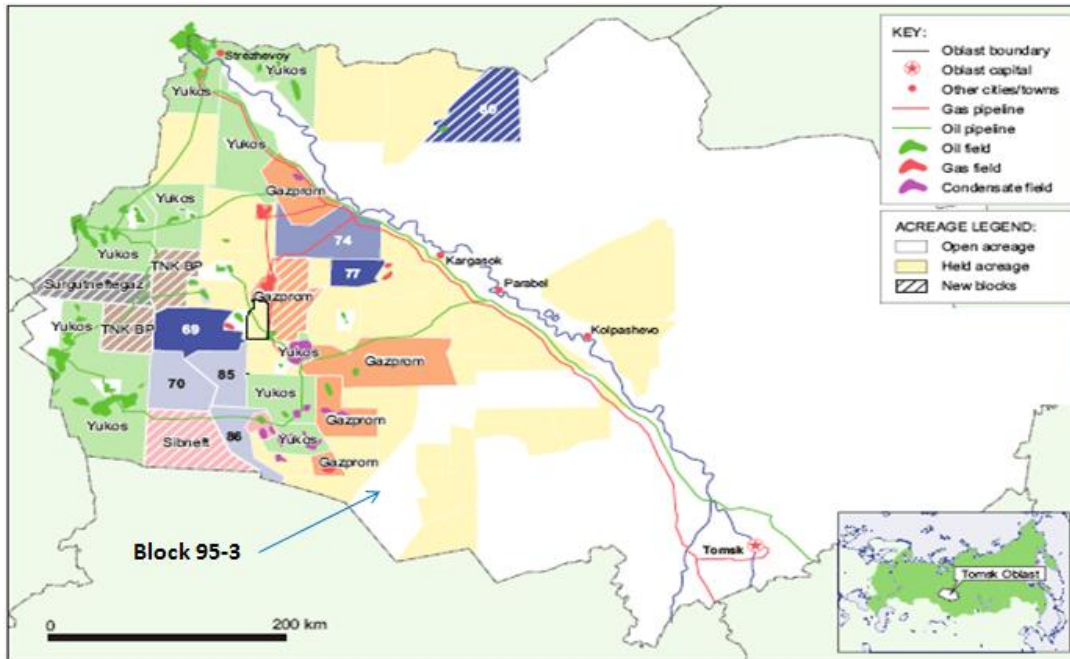 KEY:
Oblast boundary
Oblast capital
Other cities/towns
Gas pipeline
Oil pipeline
Oil field
Gas field
Condensate field
ACREAGE LEGEND:
Open acreage
Held acreage
New blocks
Strezhevoy
Yukos
Yukos
Yukos
Gazprom
Yukos
74
Kargasok
Yukos
TNK BP
77
Parabel
Surgutneftegaz
Gazprom
Ob
Yukos
TNK BP
69
Kolpashevo
Yukos
Gazprom
70
85
Yukos
Yukos
Gazprom
Sibneft
86
Yukos
Gazprom
Block 95-3
Tomsk
Tomsk Oblast
0
200 km